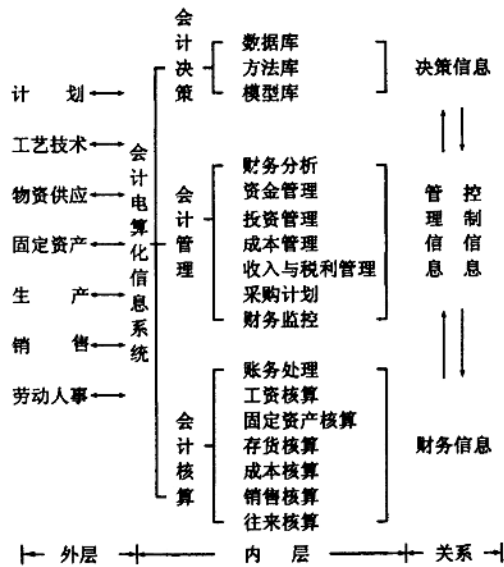 计 划
工艺技术
物资供应
固定资产
生 产
销 售
劳动人事
会计电算化信息系统
会计决策
数据库
方法库
模型库
决策信息
会计管理
财务分析
资金管理
投资管理
成本管理
收入与税利管理
采购计划
财务监控
管理信息
控制信息
会计核算
账务处理
工资核算
固定资产核算
存货核算
成本核算
销售核算
往来核算
财务信息
外层
内 层
关系